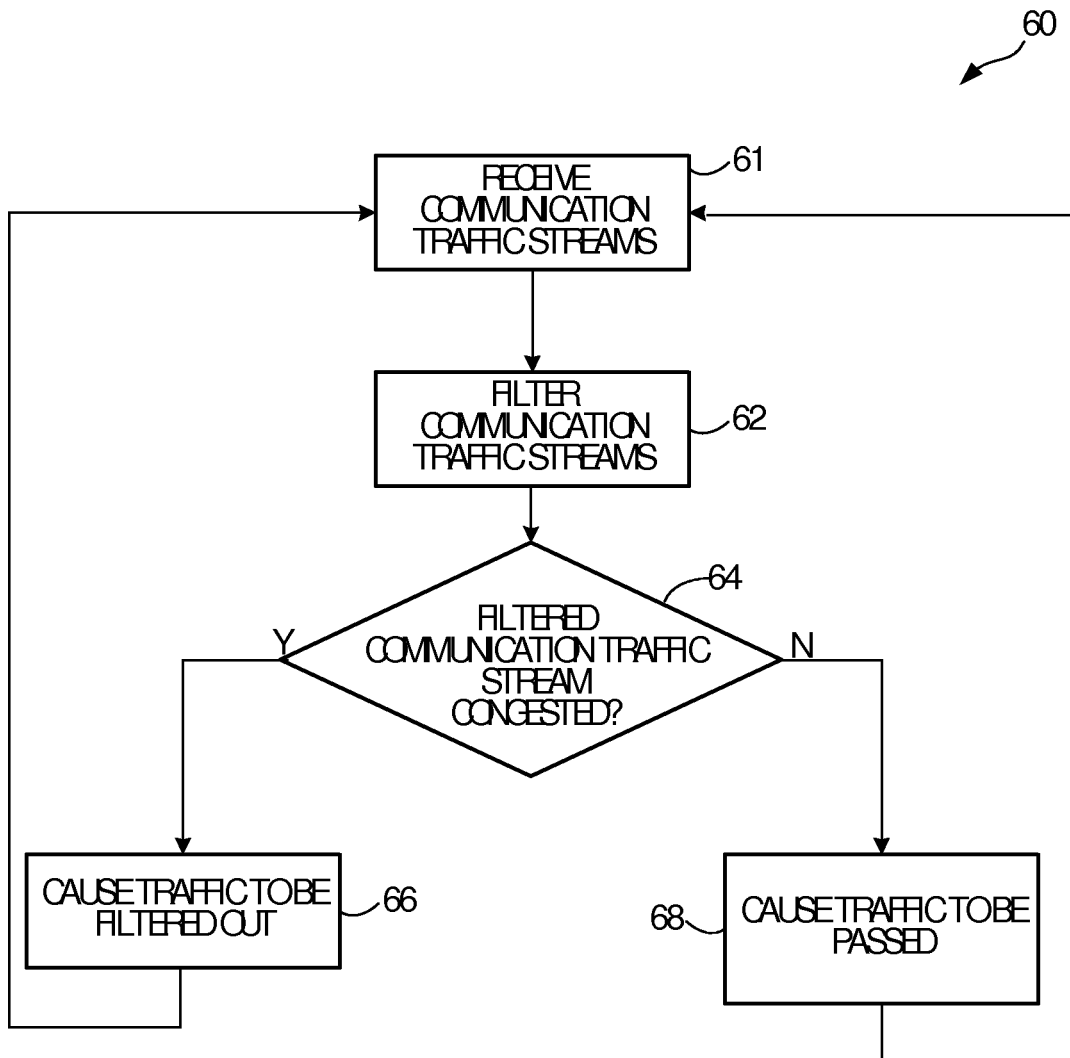 60
61
RECEIVE
COMMUNICATION
TRAFFIC STREAMS
FILTER
COMMUNICATION
TRAFFIC STREAMS
62
64
FILTERED
COMMUNICATION TRAFFIC
STREAM
CONGESTED?
Y
N
CAUSE TRAFFIC TO BE
FILTERED OUT
66
68
CAUSE TRAFFIC TO BE
PASSED